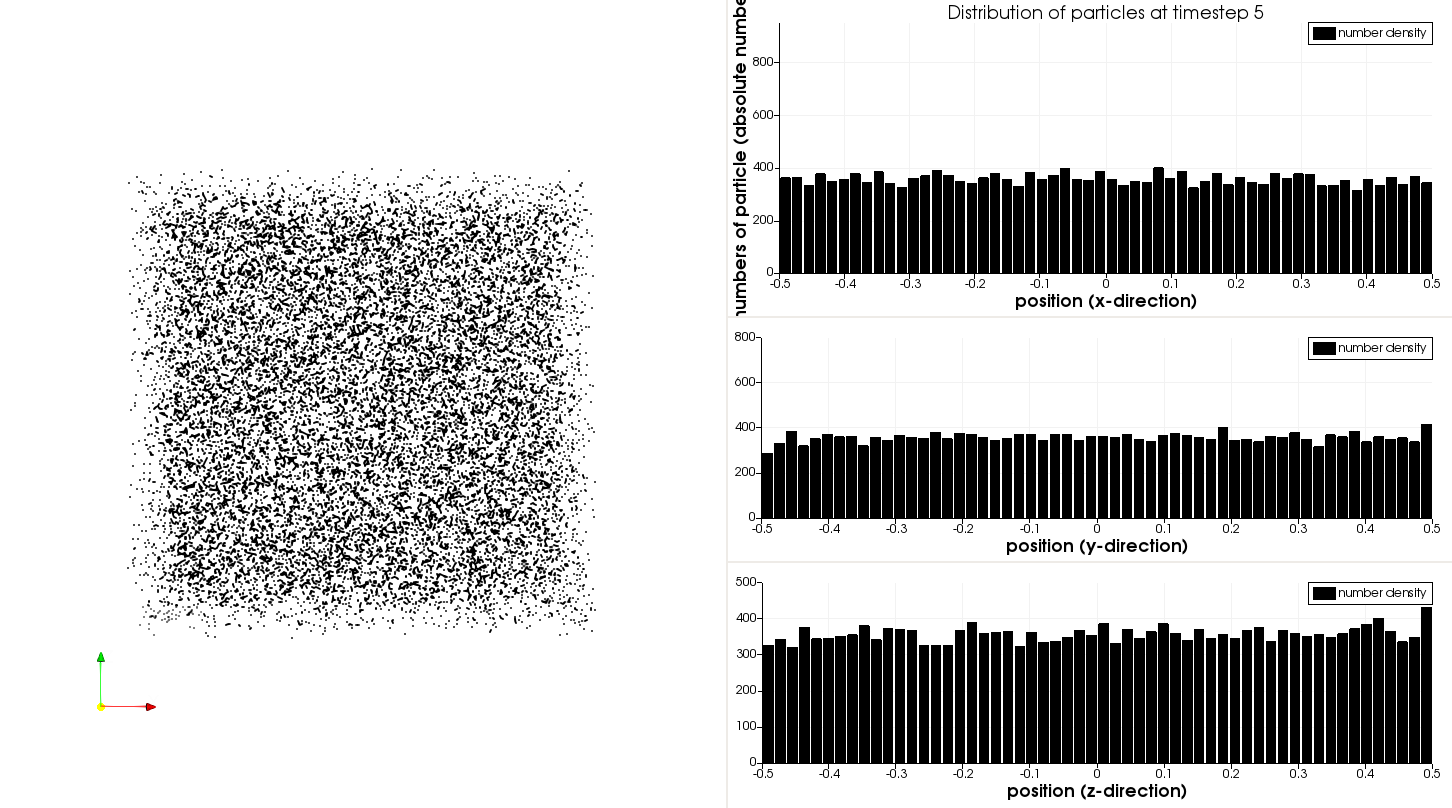 Distribution of particles at timestep 5
numbers of particle (absolute numbe
number density
800
600
400
200
0
-0.5 -0.4 -0.3 -0.2 -0.1 0 0.1 0.2 0.3 0.4 0.5
position (x-direction)
number density
800
600
400
200
0
-0.5 -0.4 -0.3 -0.2 -0.1 0 0.1 0.2 0.3 0.4 0.5
position (y-direction)
number density
500
400
300
200
100
0
-0.5 -0.4 -0.3 -0.2 -0.1 0 0.1 0.2 0.3 0.4 0.5
position (z-direction)